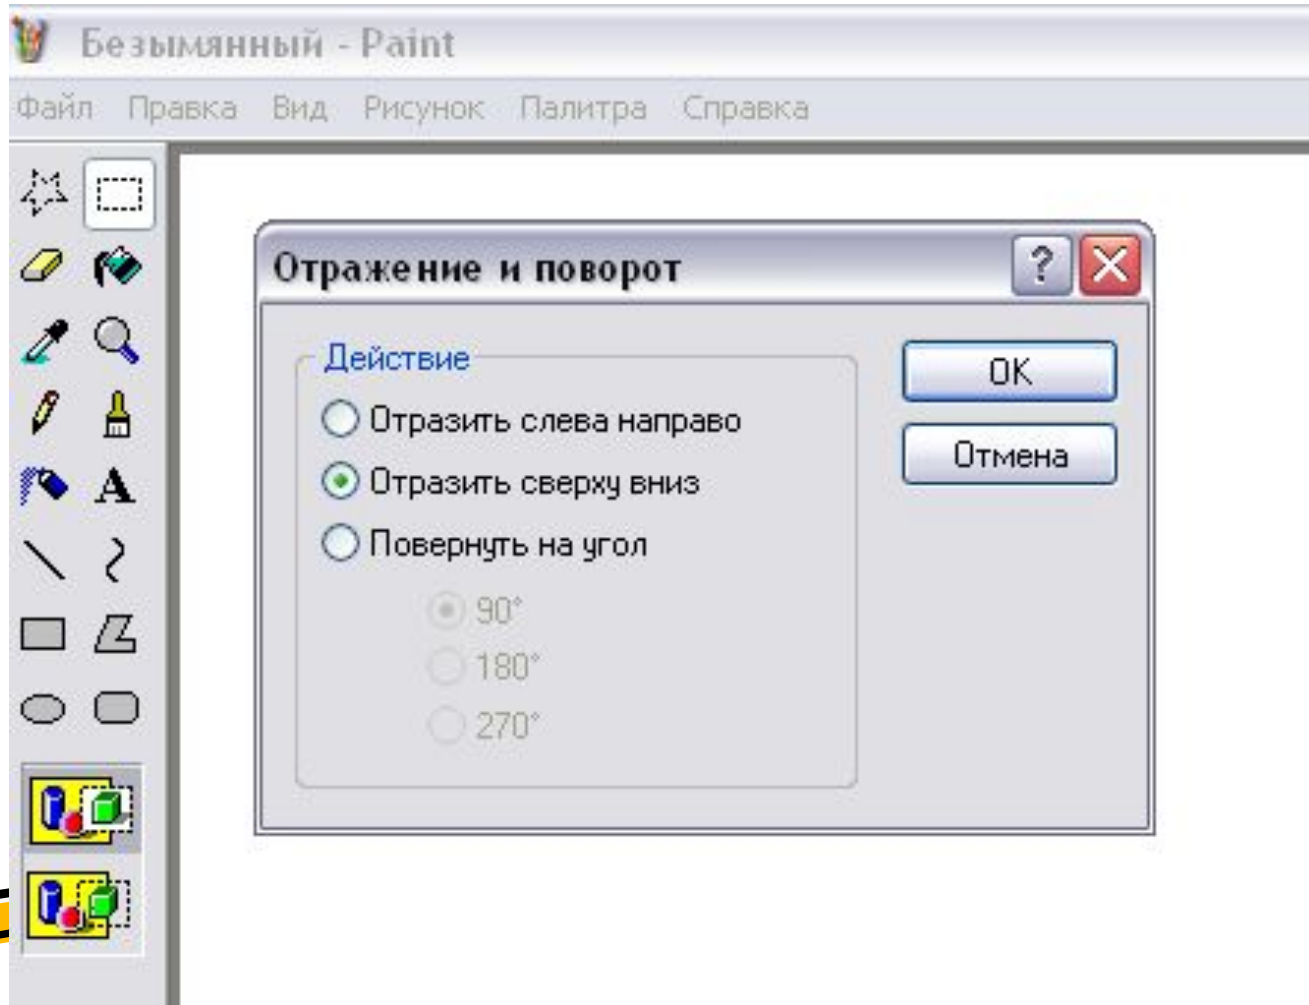 Безымянный - Paint
Файл Правка Вид Рисунок Палитра Справка
Отражение и поворот
Действие
Отразить слева направо
Отразить сверху вниз
Повернуть на угол
90°
180°
270°
OK
Отмена
A